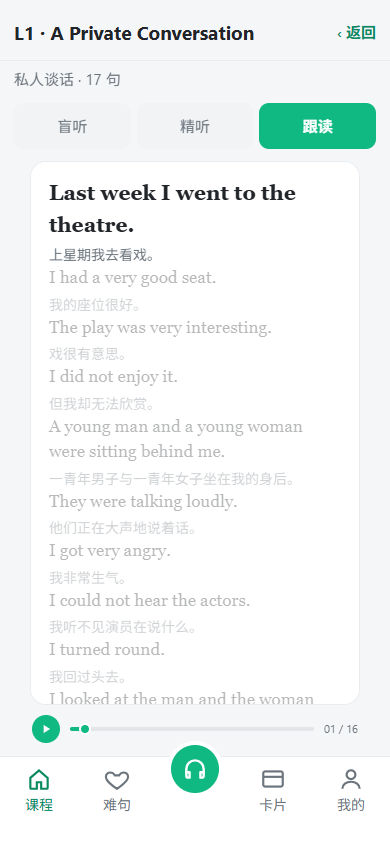 L1 · A Private Conversation
‹ 返回
私人谈话 · 17 句
盲听
精听
跟读
Last week I went to the
theatre.
上星期我去看戏。
I had a very good seat.
我的座位很好。
The play was very interesting.
戏很有意思。
I did not enjoy it.
但我却无法欣赏。
A young man and a young woman
were sitting behind me.
一青年男子与一青年女子坐在我的身后。
They were talking loudly.
他们正在大声地说着话。
I got very angry.
我非常生气。
I could not hear the actors.
我听不见演员在说什么。
I turned round.
我回过头去。
I looked at the man and the woman
01 / 16
课程
难句
卡片
我的